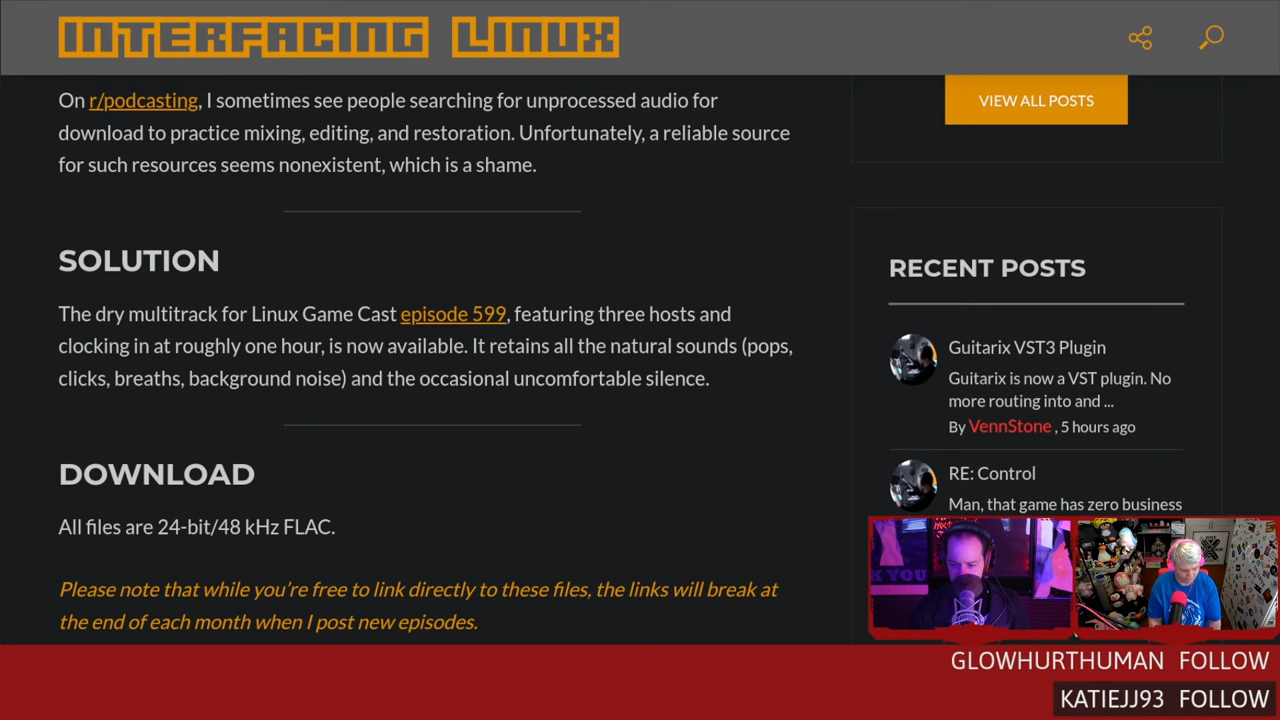 INTERFACING LINUX
On r/podcasting, I sometimes see people searching for unprocessed audio for
download to practice mixing, editing, and restoration. Unfortunately, a reliable source
for such resources seems nonexistent, which is a shame.
SOLUTION
The dry multitrack for Linux Game Cast episode 599, featuring three hosts and
clocking in at roughly one hour, is now available. It retains all the natural sounds (pops,
clicks, breaths, background noise) and the occasional uncomfortable silence.
DOWNLOAD
All files are 24-bit/48 kHz FLAC.
Please note that while you’re free to link directly to these files, the links will break at
the end of each month when I post new episodes.
VIEW ALL POSTS
RECENT POSTS
Guitarix VST3 Plugin
Guitarix is now a VST plugin. No
more routing into and ...
By VennStone , 5 hours ago
RE: Control
Man, that game has zero business
K YOU
GLOWHURTHUMAN FOLLOW
KATIEJJ93 FOLLOW